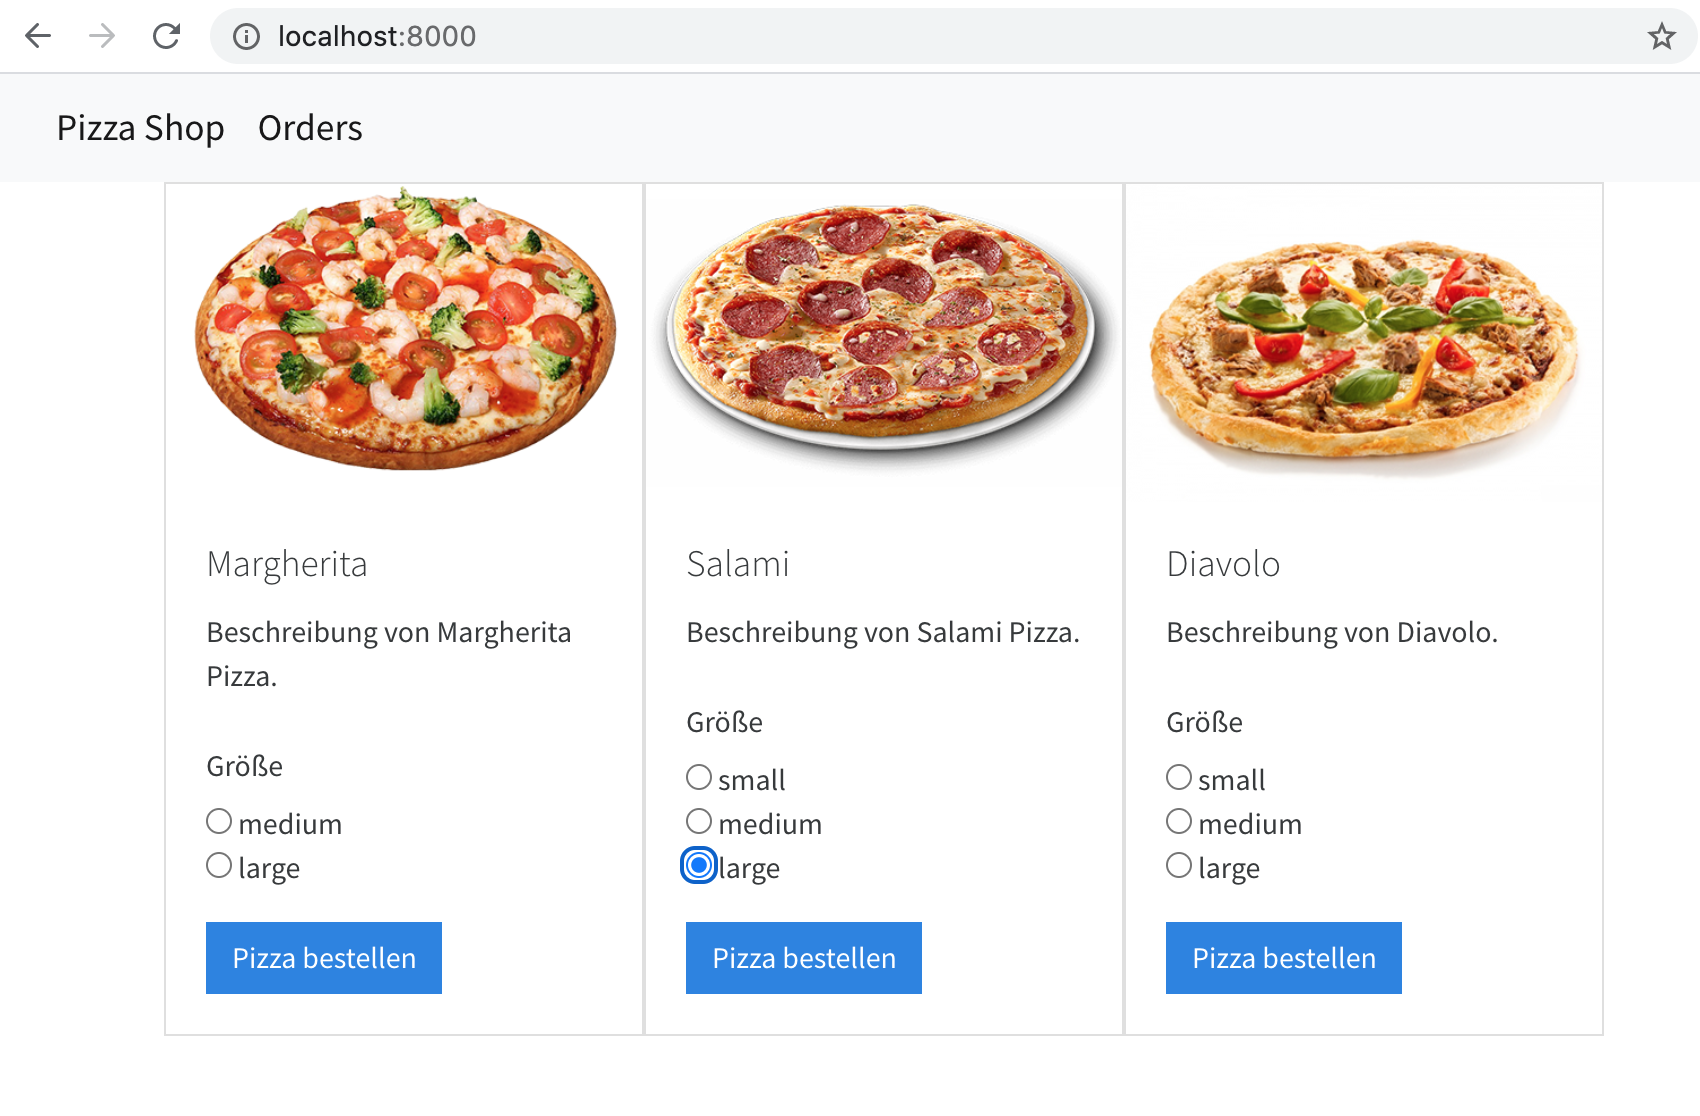 localhost:8000
Pizza Shop Orders
Margherita
Beschreibung von Margherita
Pizza.
Größe
medium
large
Pizza bestellen
Salami
Beschreibung von Salami Pizza.
Größe
small
medium
large
Pizza bestellen
Diavolo
Beschreibung von Diavolo.
Größe
small
medium
large
Pizza bestellen